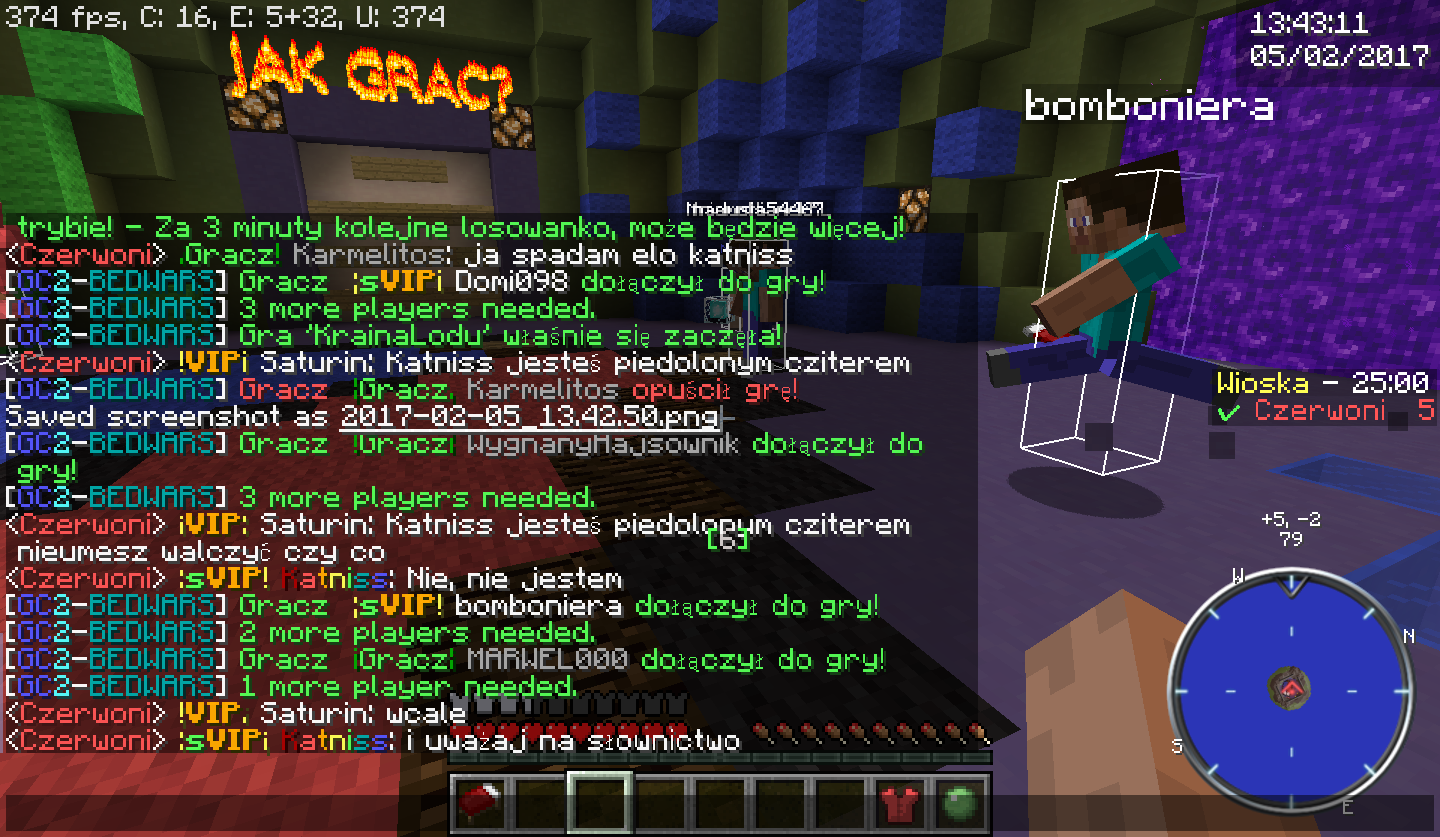 374 fps, C: 16, E: 5+32, U: 374
13:43:11
05/02/2017
JAK GRAC?
bomboniera
trybie! - Za 3 minuty kolejne losowanko, może będzie więcej!
<Czerwoni> .Gracz! Karmelitos: ja spadam elo katniss
[GC2-BEDWARS] Gracz ¦sVIP¡ Domi098 dołączył do gry!
[GC2-BEDWARS] 3 more players needed.
[GC2-BEDWARS] Gra 'KrainaLodu' właśnie się zaczęła!
<Czerwoni> !VIP¡ Saturin: Katniss jesteś piedolonym cziterem
[GC2-BEDWARS] Gracz ¦Gracz. Karmelitos opuścił grę!
Saved screenshot as 2017-02-05_13.42.50.png
[GC2-BEDWARS] Gracz !Gracz¦ WygnanyMajsownik dołączył do
gry!
[GC2-BEDWARS] 3 more players needed.
<Czerwoni> ¡VIP: Saturin: Katniss jesteś piedolonym cziterem
nieumesz walczyć czy co
<Czerwoni> :sVIP! Katniss: Nie, nie jestem
[GC2-BEDWARS] Gracz ¦sVIP! bomboniera dołączył do gry!
[GC2-BEDWARS] 2 more players needed.
[GC2-BEDWARS] Gracz ¡Gracz¦ MARWEL000 dołączył do gry!
[GC2-BEDWARS] 1 more player needed.
<Czerwoni> !VIP. Saturin: wcale
<Czerwoni> :sVIP¡ Katniss: i uważaj na słownictwo
[6]
Wioska - 25:00
✓ Czerwoni 5
+5, -2
79
W
N
S
E